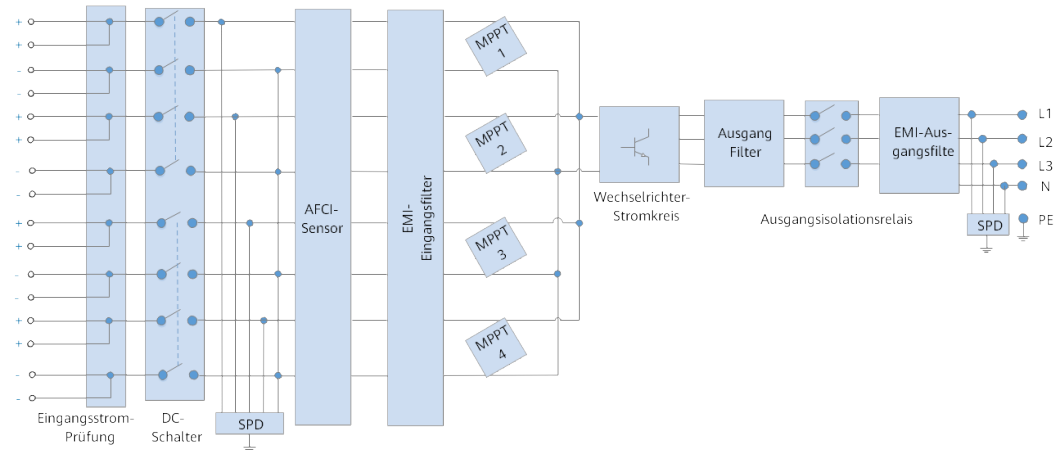 +
+
-
-
+
+
-
-
+
+
-
-
+
+
-
-
Eingangsstrom-
Prüfung
DC-
Schalter
SPD
AFCI-
Sensor
EMI-
Eingangsfilter
MPPT
1
MPPT
2
MPPT
3
MPPT
4
Wechselrichter-
Stromkreis
Ausgang
Filter
Ausgangsisolationsrelais
EMI-Aus-
gangsfilte
L1
L2
L3
N
PE
SPD